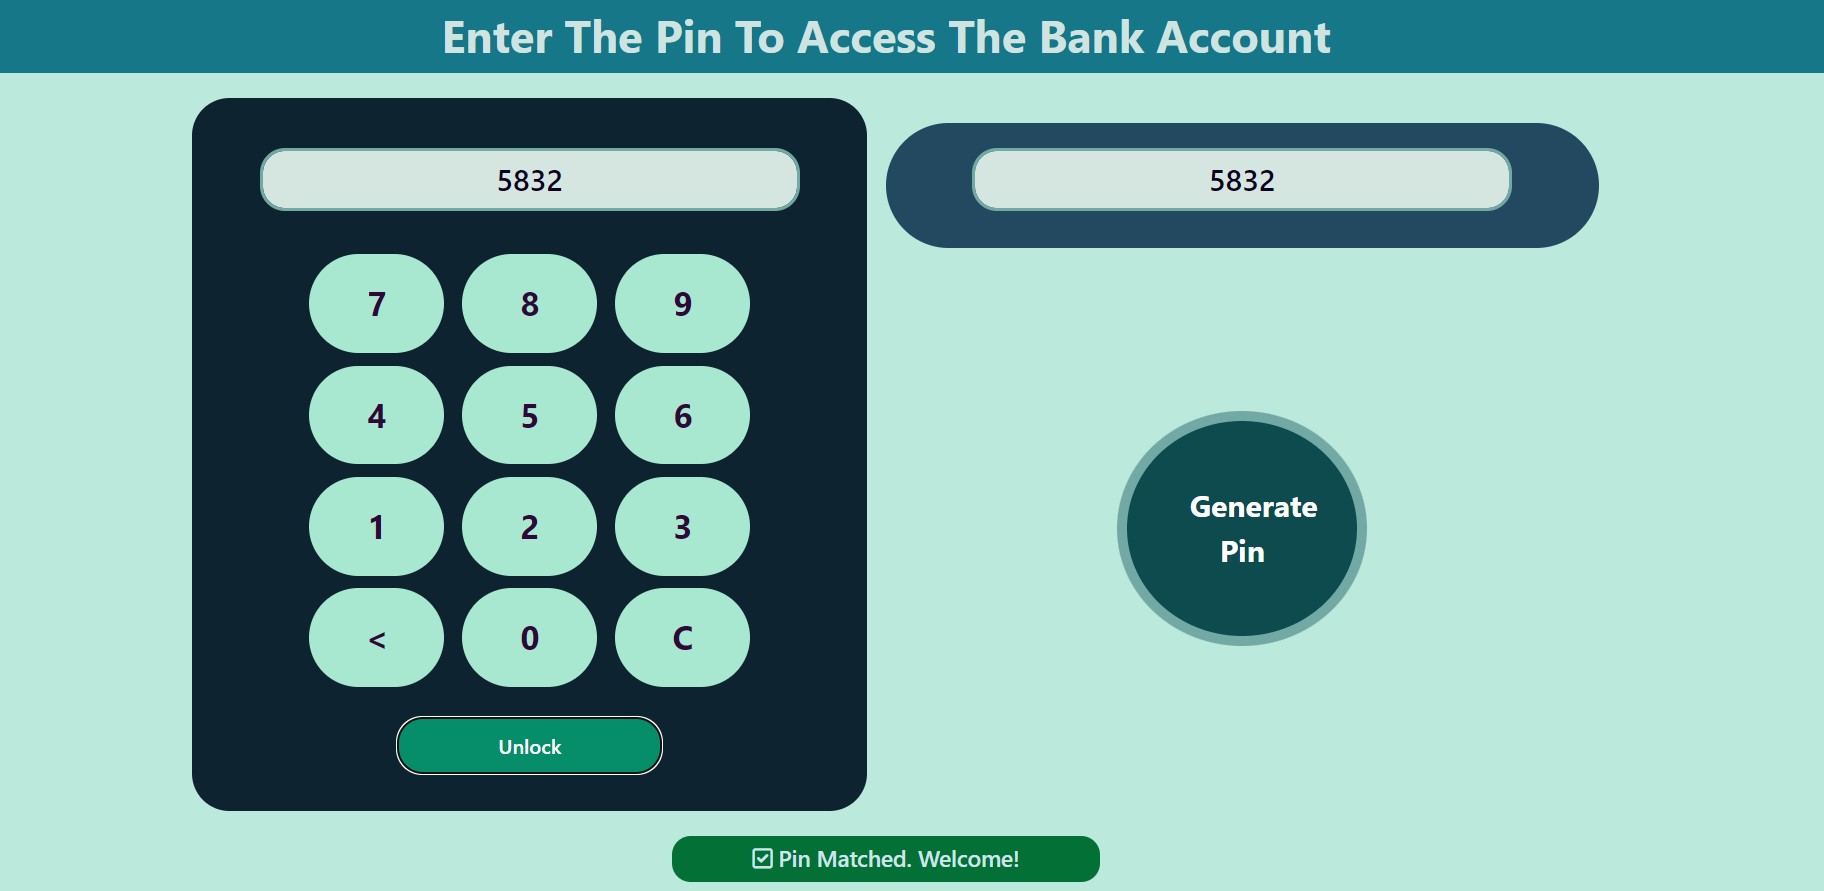 Enter The Pin To Access The Bank Account
5832
5832
7 8 9
4 5 6
1 2 3
< 0 C
Unlock
Generate
Pin
Pin Matched. Welcome!